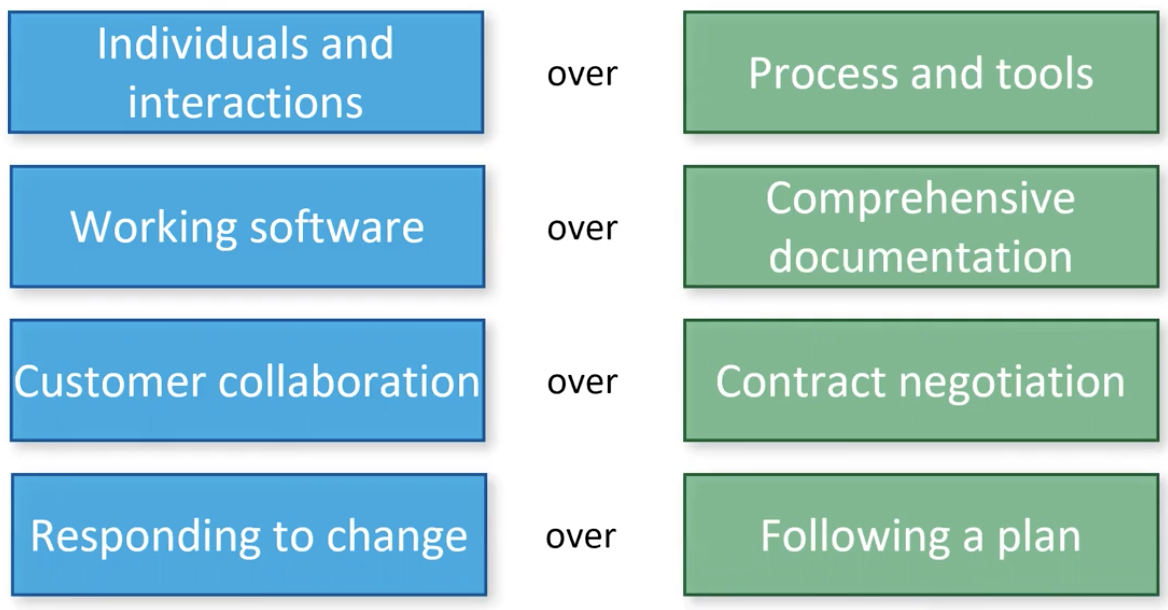 Individuals and
interactions
over
Process and tools
Working software
over
Comprehensive
documentation
Customer collaboration
over
Contract negotiation
Responding to change
over
Following a plan